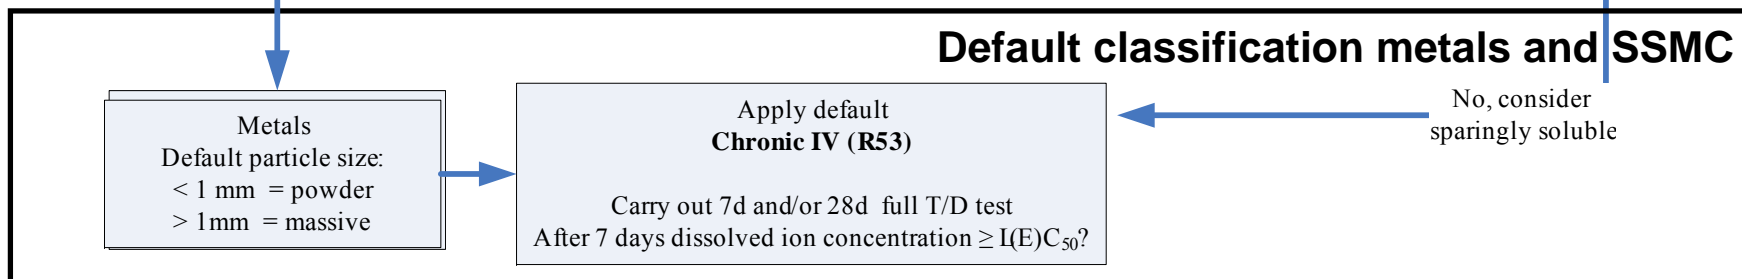 Default classification metals and SSMC
Metals
Default particle size:
< 1 mm = powder
> 1mm = massive
Apply default
Chronic IV (R53)
Carry out 7d and/or 28d full T/D test
After 7 days dissolved ion concentration ≥ L(E)C₅₀?
No, consider
sparingly soluble